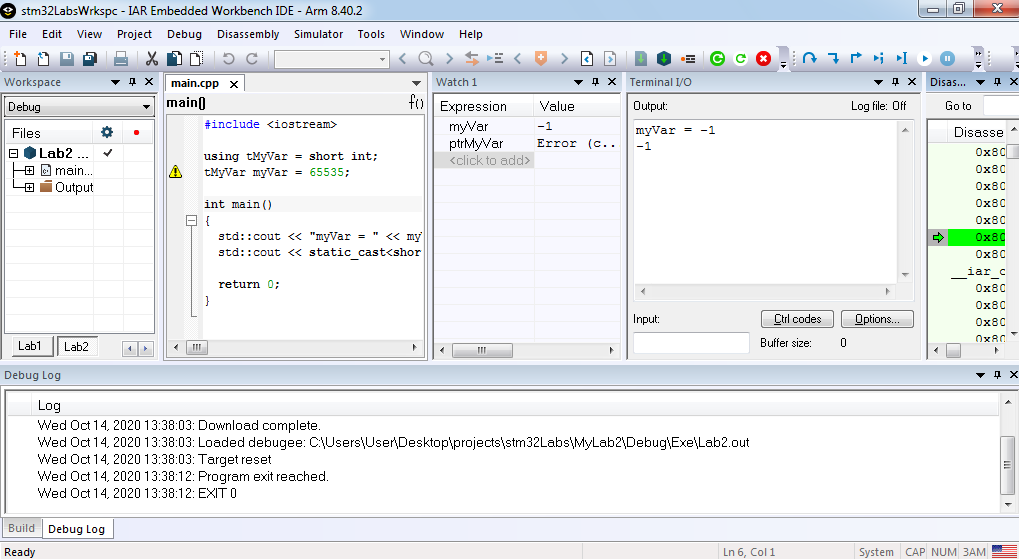 stm32LabsWrkspc - IAR Embedded Workbench IDE - Arm 8.40.2
File Edit View Project Debug Disassembly Simulator Tools Window Help
Workspace
Debug
Files
Lab2 ...
main...
Output
Lab1 Lab2
main.cpp
main() f()
#include <iostream>
using tMyVar = short int;
tMyVar myVar = 65535;
int main()
{
std::cout << "myVar = " << my
std::cout << static_cast<shor
return 0;
}
Watch 1
Expression Value
myVar -1
ptrMyVar Error (c..
<click to add>
Terminal I/O
Output: Log file: Off
myVar = -1
-1
Input: Ctrl codes Options...
Buffer size: 0
Disas...
Go to
Disasse
0x80
0x80
0x80
0x80
0x80
0x80
0x80
__iar_c
0x80
0x80
0x80
0x80
Debug Log
Log
Wed Oct 14, 2020 13:38:03: Download complete.
Wed Oct 14, 2020 13:38:03: Loaded debugee: C:\Users\User\Desktop\projects\stm32Labs\MyLab2\Debug\Exe\Lab2.out
Wed Oct 14, 2020 13:38:03: Target reset
Wed Oct 14, 2020 13:38:12: Program exit reached.
Wed Oct 14, 2020 13:38:12: EXIT 0
Build Debug Log
Ready Ln 6, Col 1 System CAP NUM ЗАМ